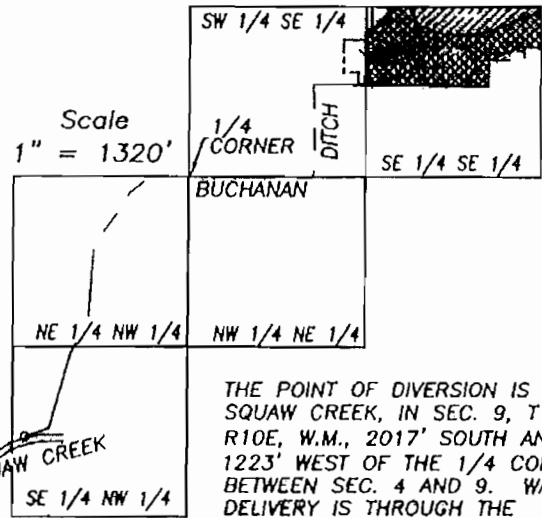 SW 1/4 SE 1/4
Scale
1" = 1320'
1/4
CORNER
DITCH
SE 1/4 SE 1/4
BUCHANAN
NE 1/4 NW 1/4
NW 1/4 NE 1/4
THE POINT OF DIVERSION IS
SQUAW CREEK, IN SEC. 9, T
R10E, W.M., 2017' SOUTH AN
1223' WEST OF THE 1/4 CO
BETWEEN SEC. 4 AND 9. WA
DELIVERY IS THROUGH THE
AW CREEK
SE 1/4 NW 1/4